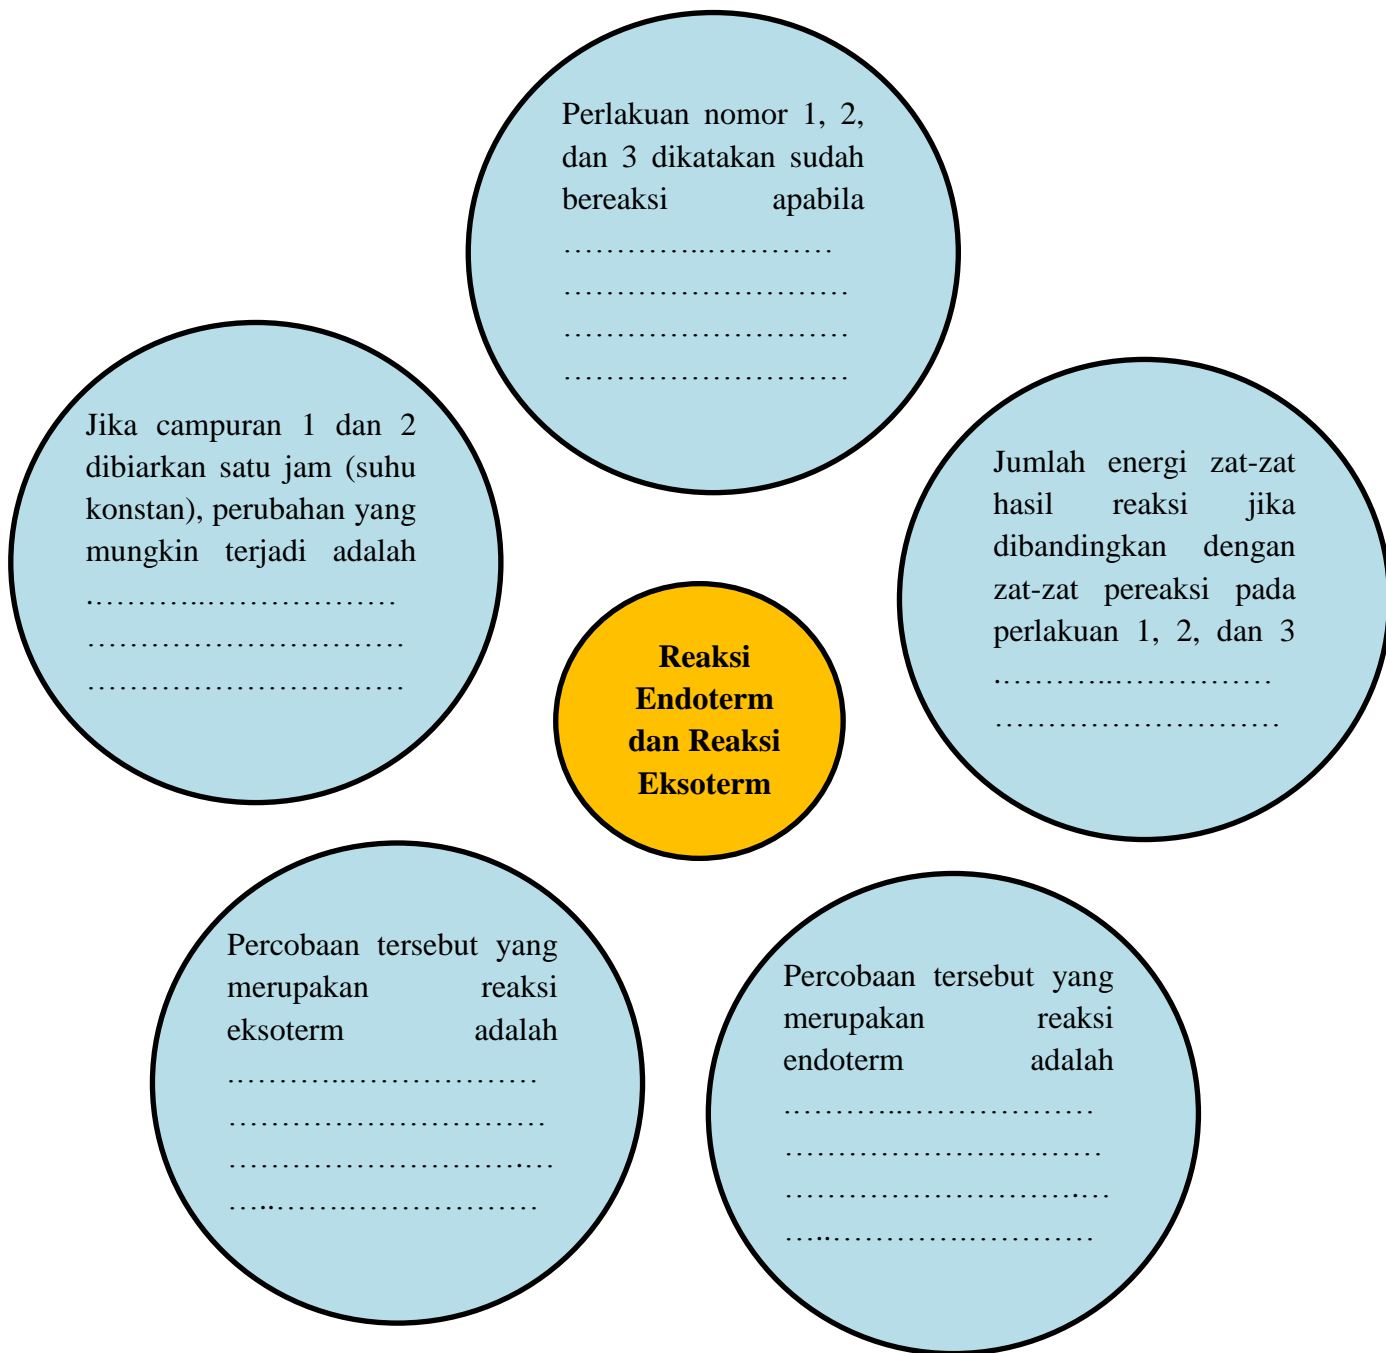 Perlakuan nomor 1, 2,
dan 3 dikatakan sudah
bereaksi apabila
…………..…………
………………………
………………………
………………………
Jika campuran 1 dan 2
dibiarkan satu jam (suhu
konstan), perubahan yang
mungkin terjadi adalah
.………..………………
…………………………
…………………………
Jumlah energi zat-zat
hasil reaksi jika
dibandingkan dengan
zat-zat pereaksi pada
perlakuan 1, 2, dan 3
.………..……………
………………………
Reaksi
Endoterm
dan Reaksi
Eksoterm
Percobaan tersebut yang
merupakan reaksi
eksoterm adalah
………..………………
…………………………
……………………….…
…..…….………………
Percobaan tersebut yang
merupakan reaksi
endoterm adalah
.………..………………
…………………………
……………………….…
…..………….…………